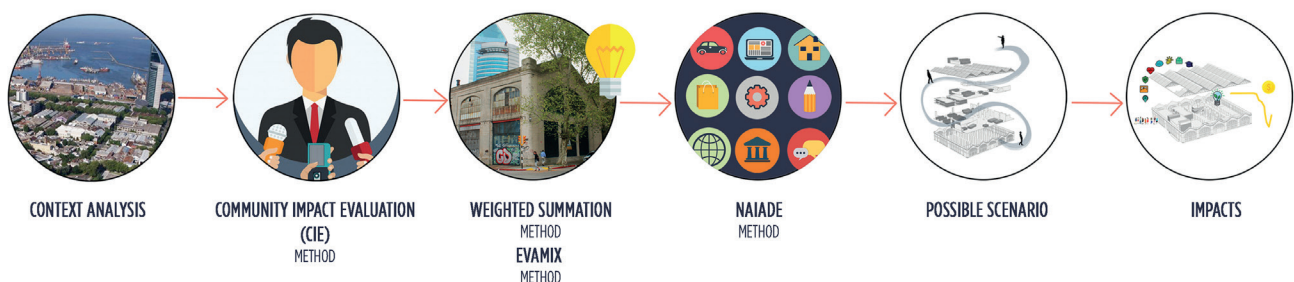 CONTEXT ANALYSIS
COMMUNITY IMPACT EVALUATION
(CIE)
METHOD
WEIGHTED SUMMATION
METHOD
EVAMIX
METHOD
NAIADE
METHOD
POSSIBLE SCENARIO
IMPACTS